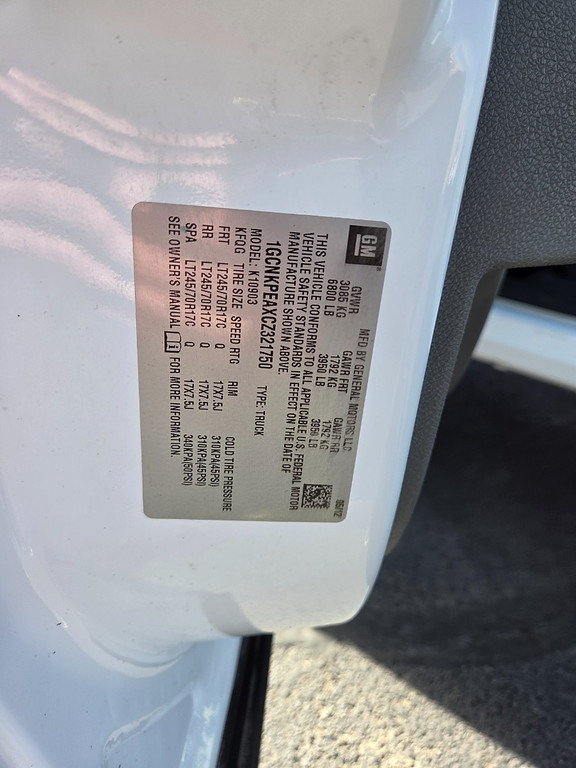 GM MFD BY GENERAL MOTORS LLC 05/12
GVWR GAWR FRT GAWR RR
3085 KG 1792 KG 1792 KG
6800 LB 3950 LB 3950 LB
THIS VEHICLE CONFORMS TO ALL APPLICABLE U.S. FEDERAL MOTOR
VEHICLE SAFETY STANDARDS IN EFFECT ON THE DATE OF
MANUFACTURE SHOWN ABOVE.
1GCNKPEAXCZ321750 TYPE: TRUCK
MODEL: K10903
KFQG TIRE SIZE SPEED RTG RIM COLD TIRE PRESSURE
FRT LT245/70R17C Q 17X7.5J 310KPA(45PSI)
RR LT245/70R17C Q 17X7.5J 310KPA(45PSI)
SPA LT245/70R17C Q 17X7.5J 340KPA(50PSI)
SEE OWNER'S MANUAL i FOR MORE INFORMATION.